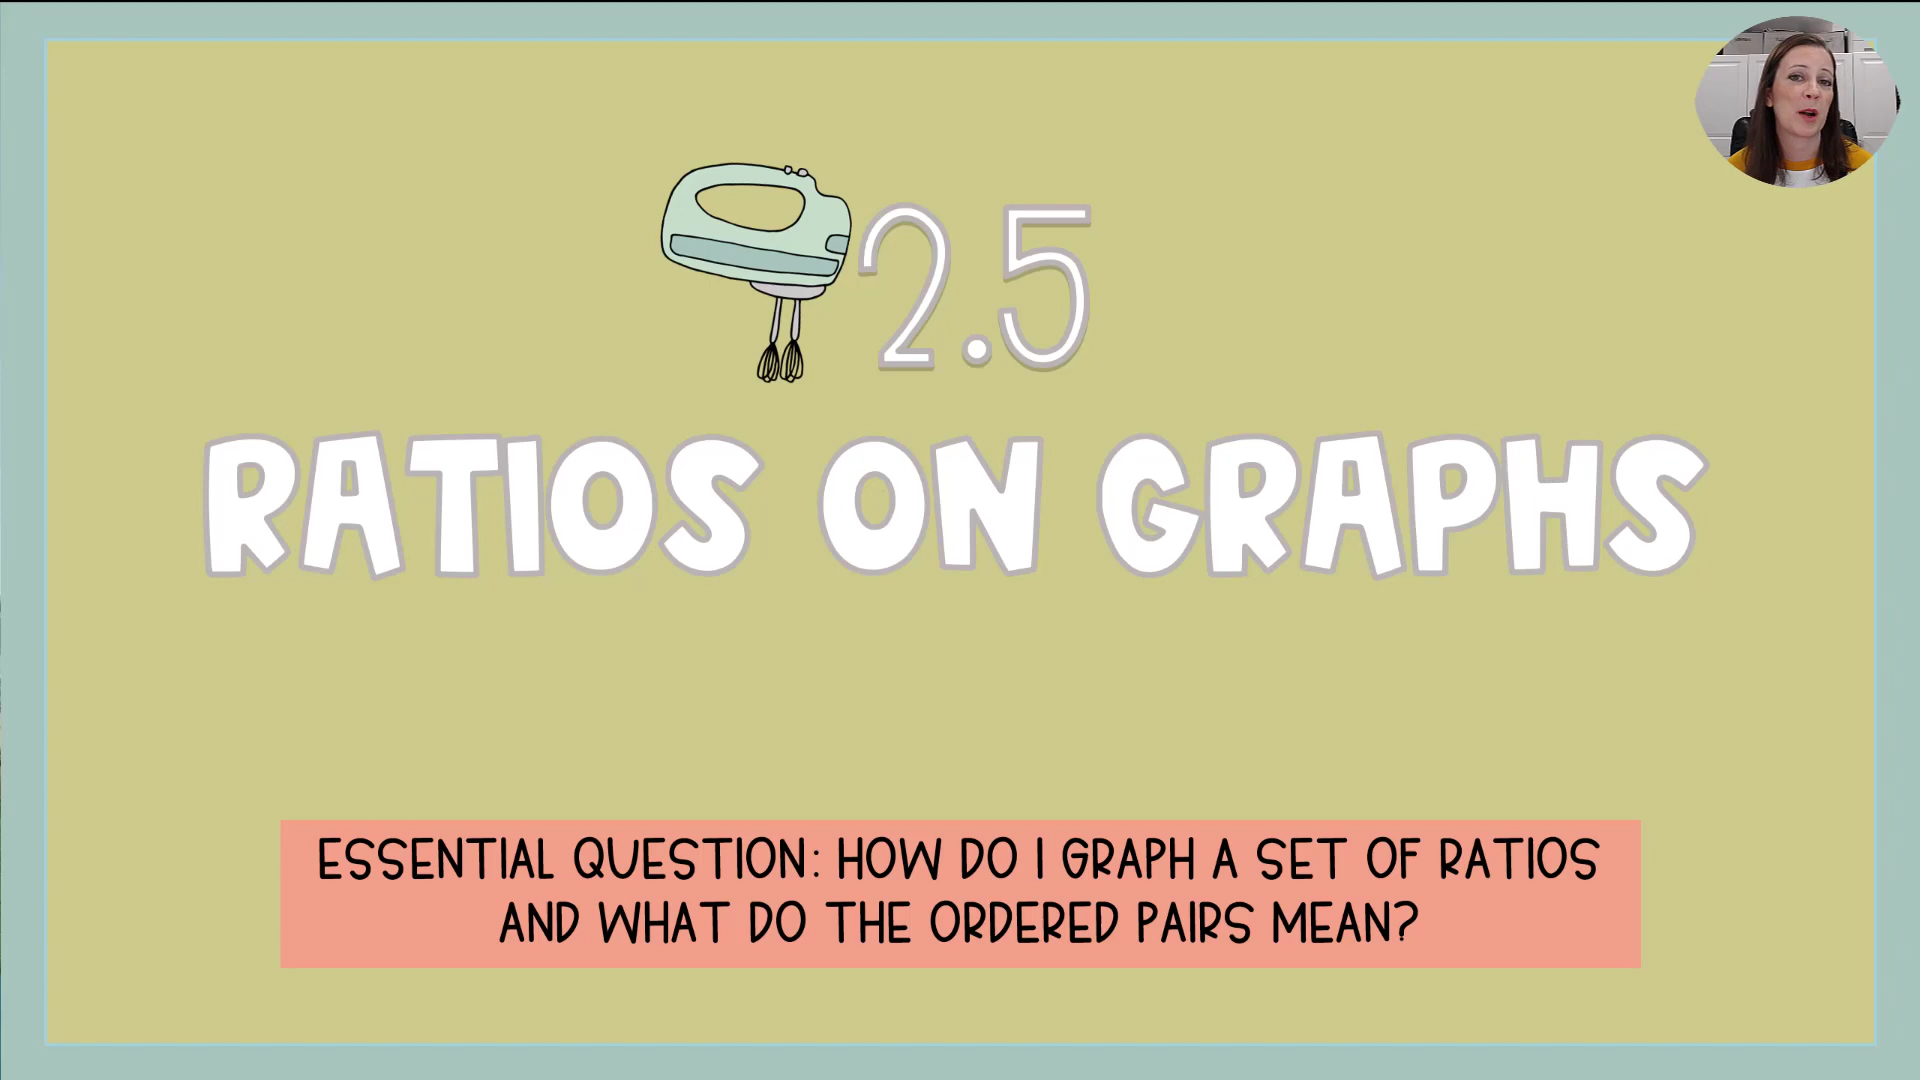 2.5
RATIOS ON GRAPHS
ESSENTIAL QUESTION: HOW DO I GRAPH A SET OF RATIOS
AND WHAT DO THE ORDERED PAIRS MEAN?